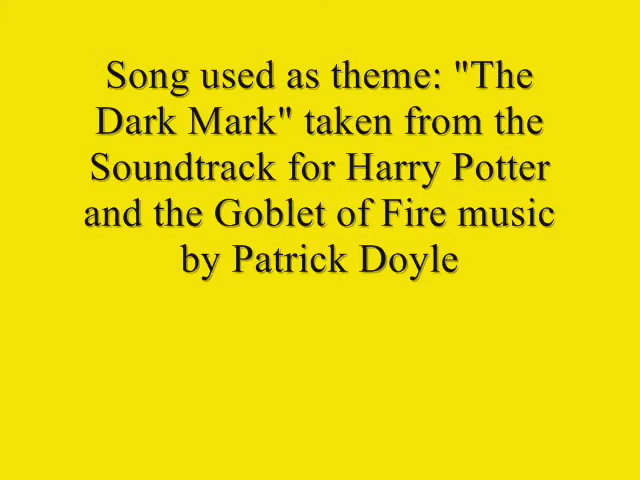 Song used as theme: "The
Dark Mark" taken from the
Soundtrack for Harry Potter
and the Goblet of Fire music
by Patrick Doyle